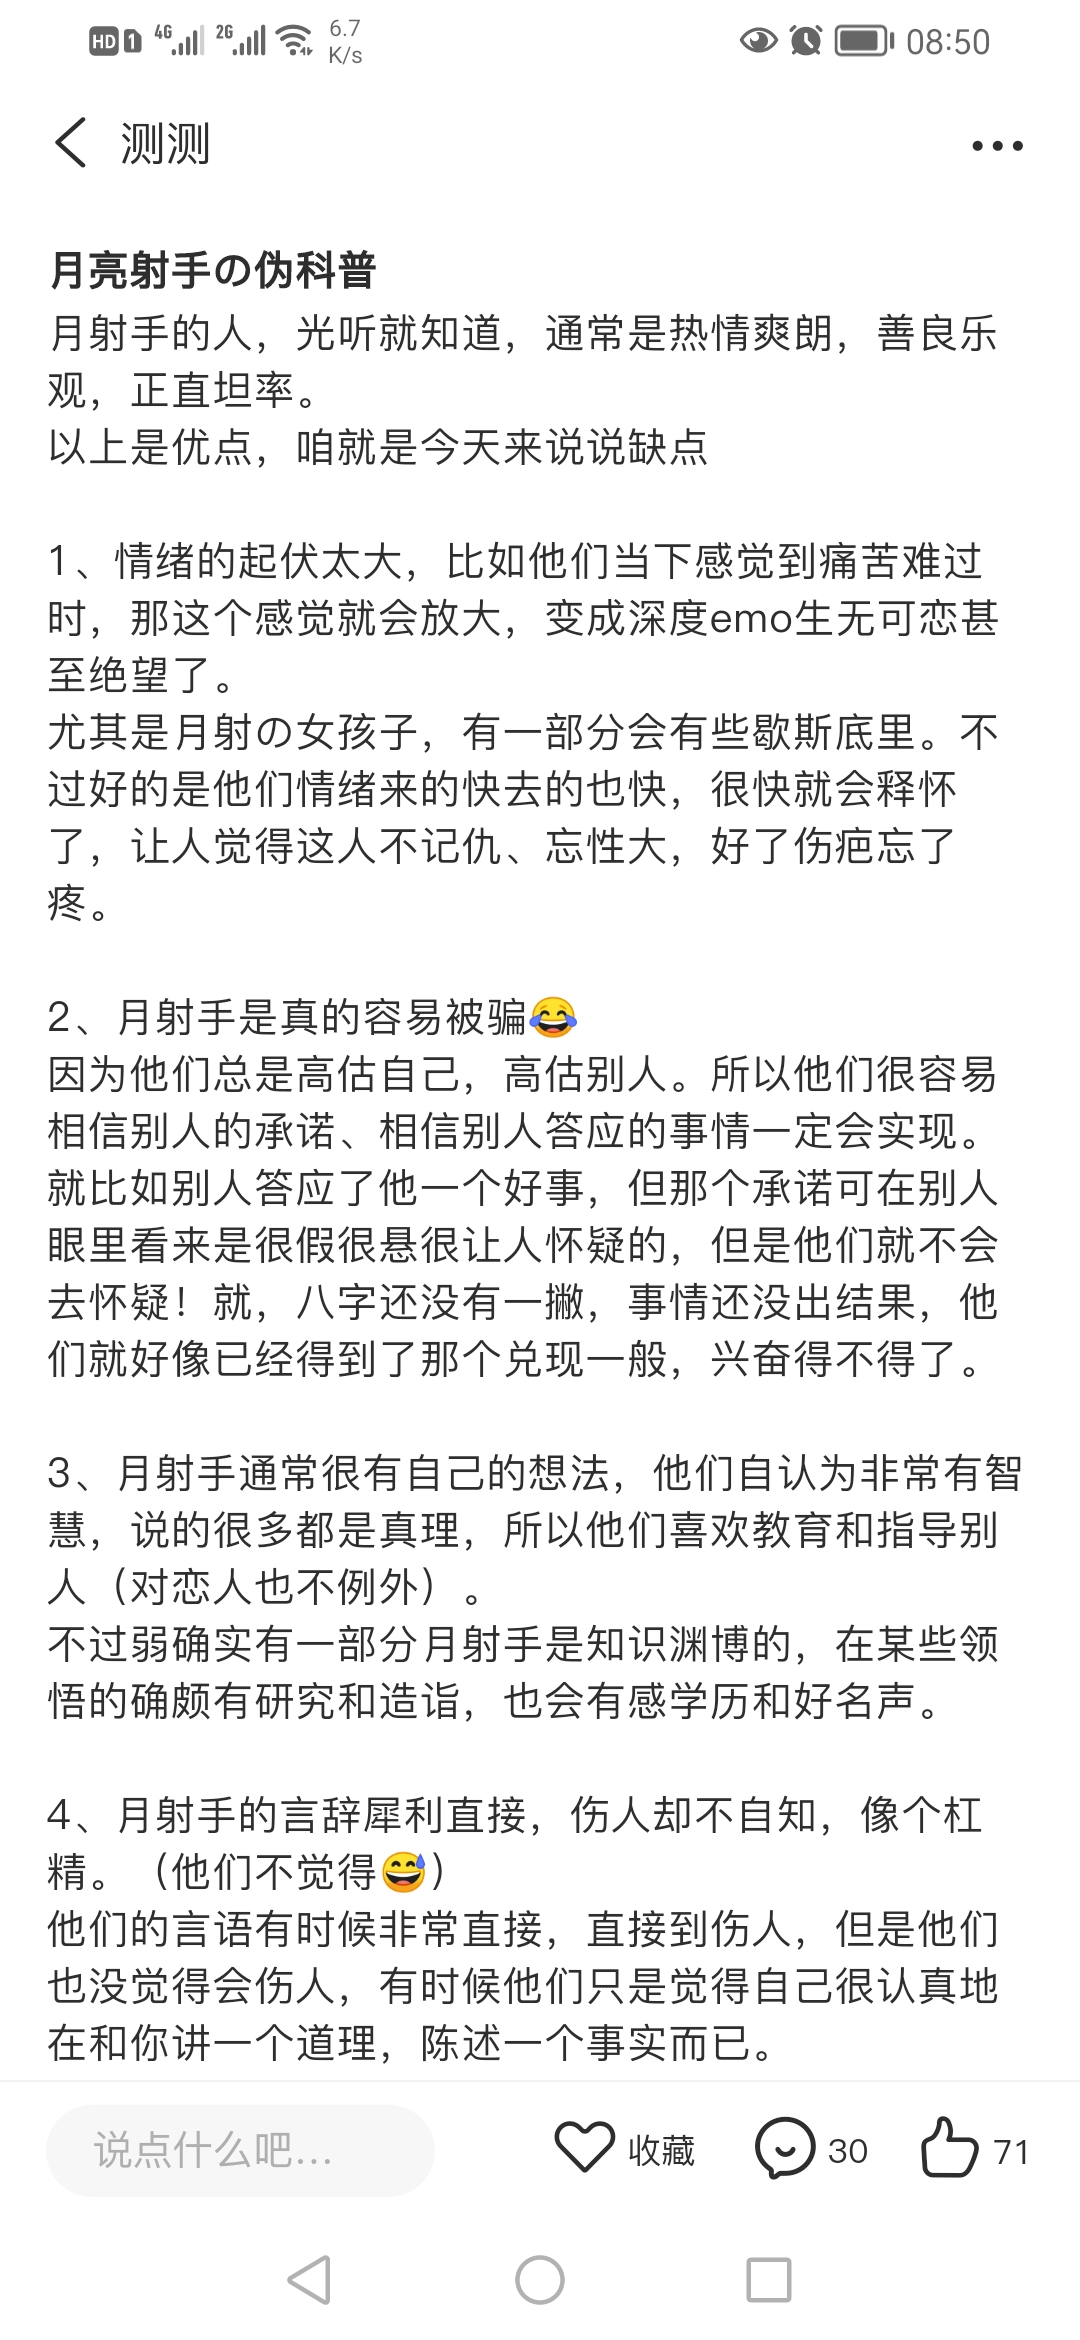 HD 1 4G 2G 6.7 K/s 08:50
测测
月亮射手の伪科普
月射手的人，光听就知道，通常是热情爽朗，善良乐
观，正直坦率。
以上是优点，咱就是今天来说说缺点
1、情绪的起伏太大，比如他们当下感觉到痛苦难过
时，那这个感觉就会放大，变成深度emo生无可恋甚
至绝望了。
尤其是月射の女孩子，有一部分会有些歇斯底里。不
过好的是他们情绪来的快去的也快，很快就会释怀
了，让人觉得这人不记仇、忘性大，好了伤疤忘了
疼。
2、月射手是真的容易被骗😂
因为他们总是高估自己，高估别人。所以他们很容易
相信别人的承诺、相信别人答应的事情一定会实现。
就比如别人答应了他一个好事，但那个承诺可在别人
眼里看来是很假很悬很让人怀疑的，但是他们就不会
去怀疑！就，八字还没有一撇，事情还没出结果，他
们就好像已经得到了那个兑现一般，兴奋得不得了。
3、月射手通常很有自己的想法，他们自认为非常有智
慧，说的很多都是真理，所以他们喜欢教育和指导别
人（对恋人也不例外）。
不过弱确实有一部分月射手是知识渊博的，在某些领
悟的确颇有研究和造诣，也会有感学历和好名声。
4、月射手的言辞犀利直接，伤人却不自知，像个杠
精。（他们不觉得😅）
他们的言语有时候非常直接，直接到伤人，但是他们
也没觉得会伤人，有时候他们只是觉得自己很认真地
在和你讲一个道理，陈述一个事实而已。
说点什么吧... 收藏 30 71